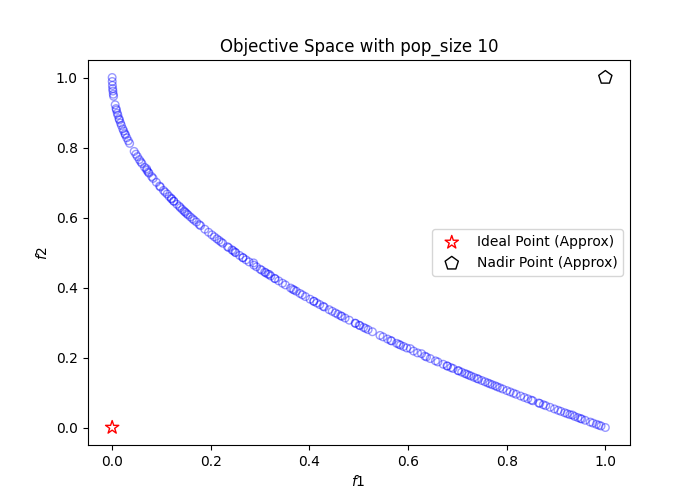 Objective Space with pop_size 10
1.0
0.8
0.6
0.4
0.2
0.0
f2
Ideal Point (Approx)
Nadir Point (Approx)
0.0 0.2 0.4 0.6 0.8 1.0
f1